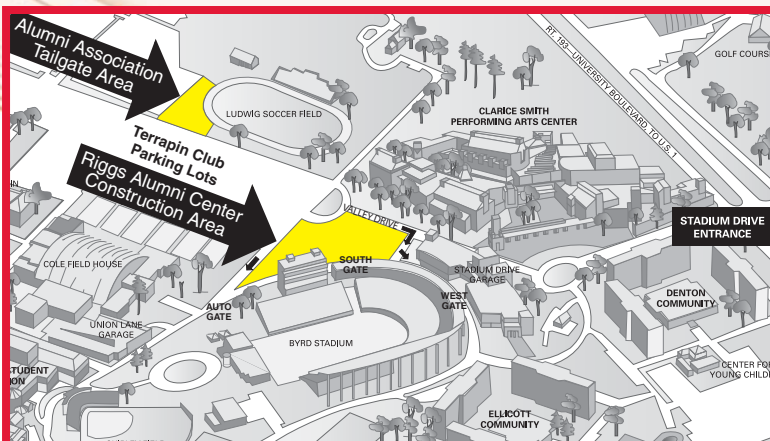 Alumni Association
Tailgate Area
RT. 193—UNIVERSITY BOULEVARD, TO U.S. 1
GOLF COURS
LUDWIG SOCCER FIELD
CLARICE SMITH
PERFORMING ARTS CENTER
Terrapin Club
Parking Lots
Riggs Alumni Center
Construction Area
VALLEY DRIVE
STADIUM DRIVE
ENTRANCE
COLE FIELD HOUSE
SOUTH
GATE
STADIUM DRIVE
GARAGE
WEST
GATE
DENTON
COMMUNITY
AUTO
GATE
UNION LANE
GARAGE
BYRD STADIUM
STUDENT
ION
CENTER FO
YOUNG CHILD
ELLICOTT
COMMUNITY